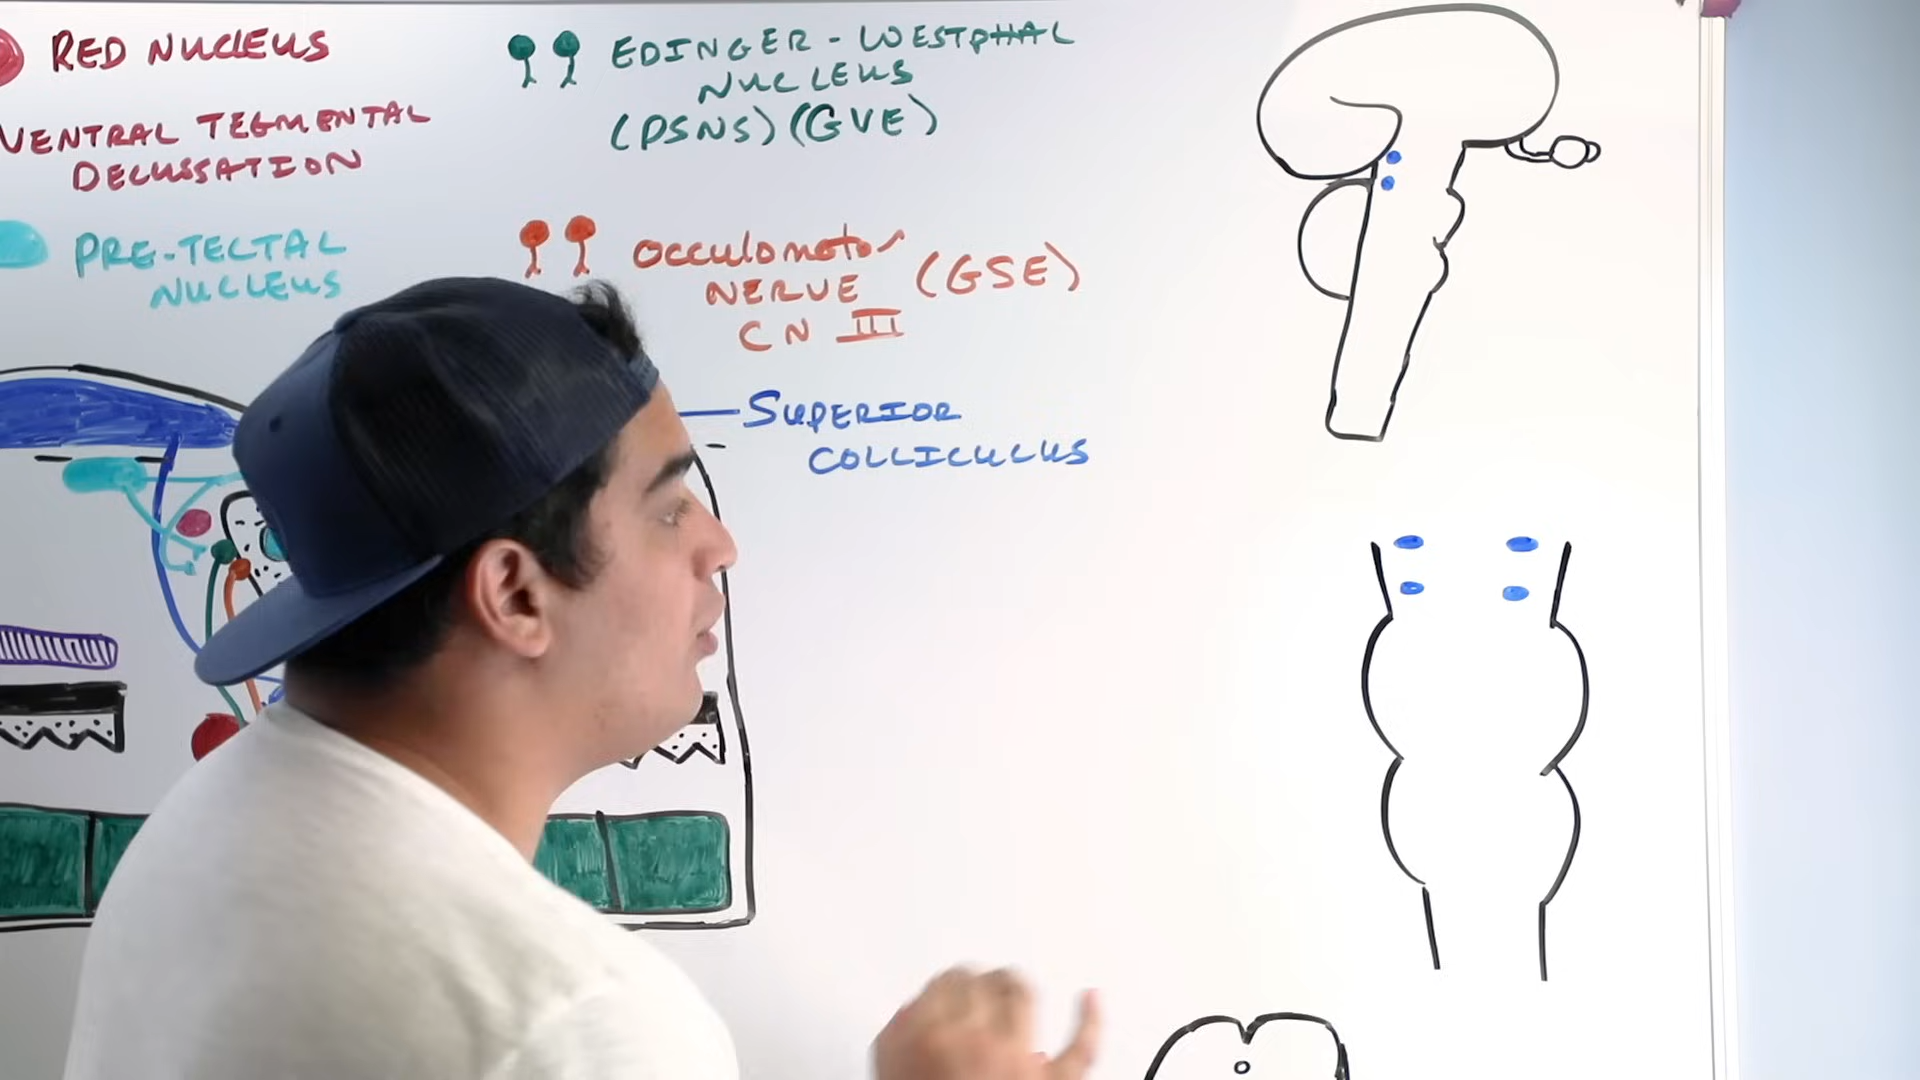 RED NUCLEUS
VENTRAL TEGMENTAL
DECUSSATION
PRE-TECTAL
NUCLEUS
EDINGER-WESTPHAL
NUCLEUS
(PSNS)(GVE)
Occulomotor
NERVE (GSE)
CN III
SUPERIOR
COLLICULUS